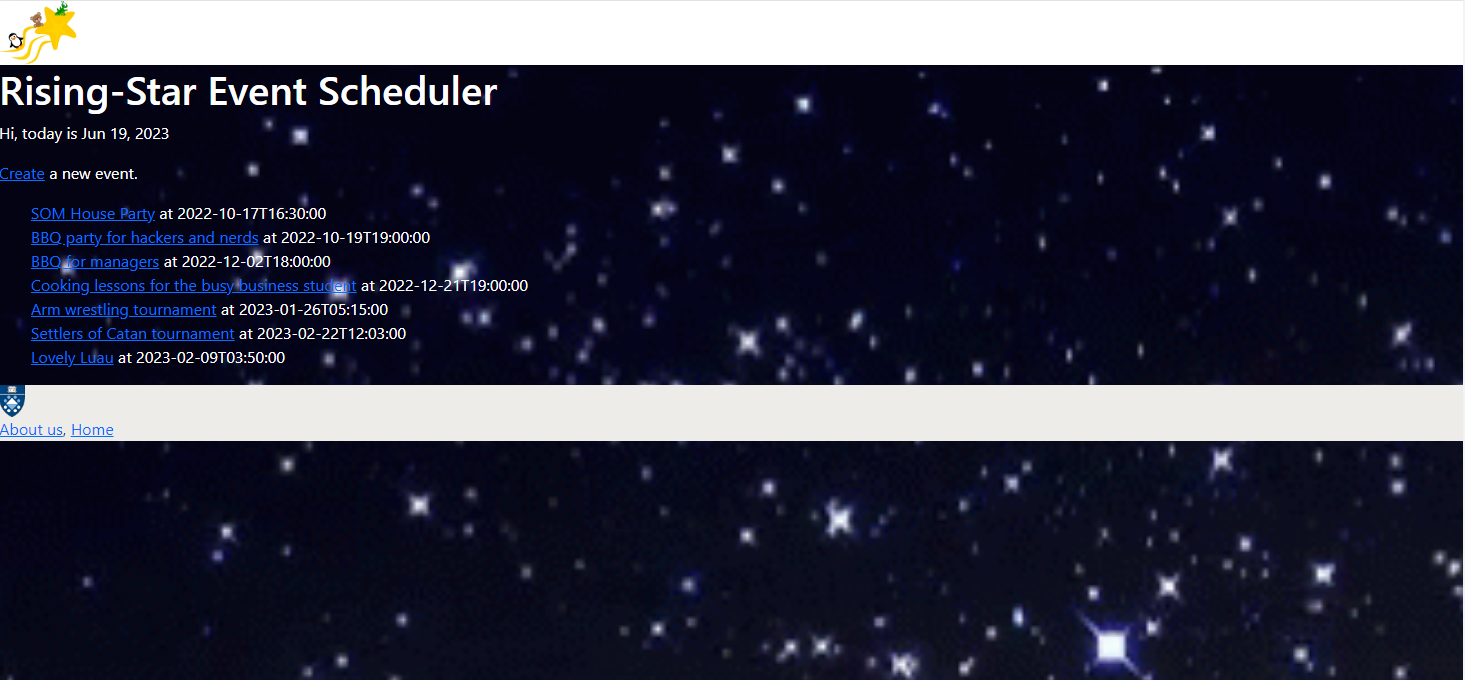 Rising-Star Event Scheduler
Hi, today is Jun 19, 2023
Create a new event.
SOM House Party at 2022-10-17T16:30:00
BBQ party for hackers and nerds at 2022-10-19T19:00:00
BBQ for managers at 2022-12-02T18:00:00
Cooking lessons for the busy business student at 2022-12-21T19:00:00
Arm wrestling tournament at 2023-01-26T05:15:00
Settlers of Catan tournament at 2023-02-22T12:03:00
Lovely Luau at 2023-02-09T03:50:00
About us, Home